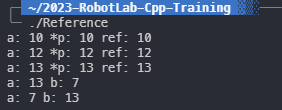 ~/2023-RobotLab-Cpp-Training
./Reference
a: 10 *p: 10 ref: 10
a: 12 *p: 12 ref: 12
a: 13 *p: 13 ref: 13
a: 13 b: 7
a: 7 b: 13